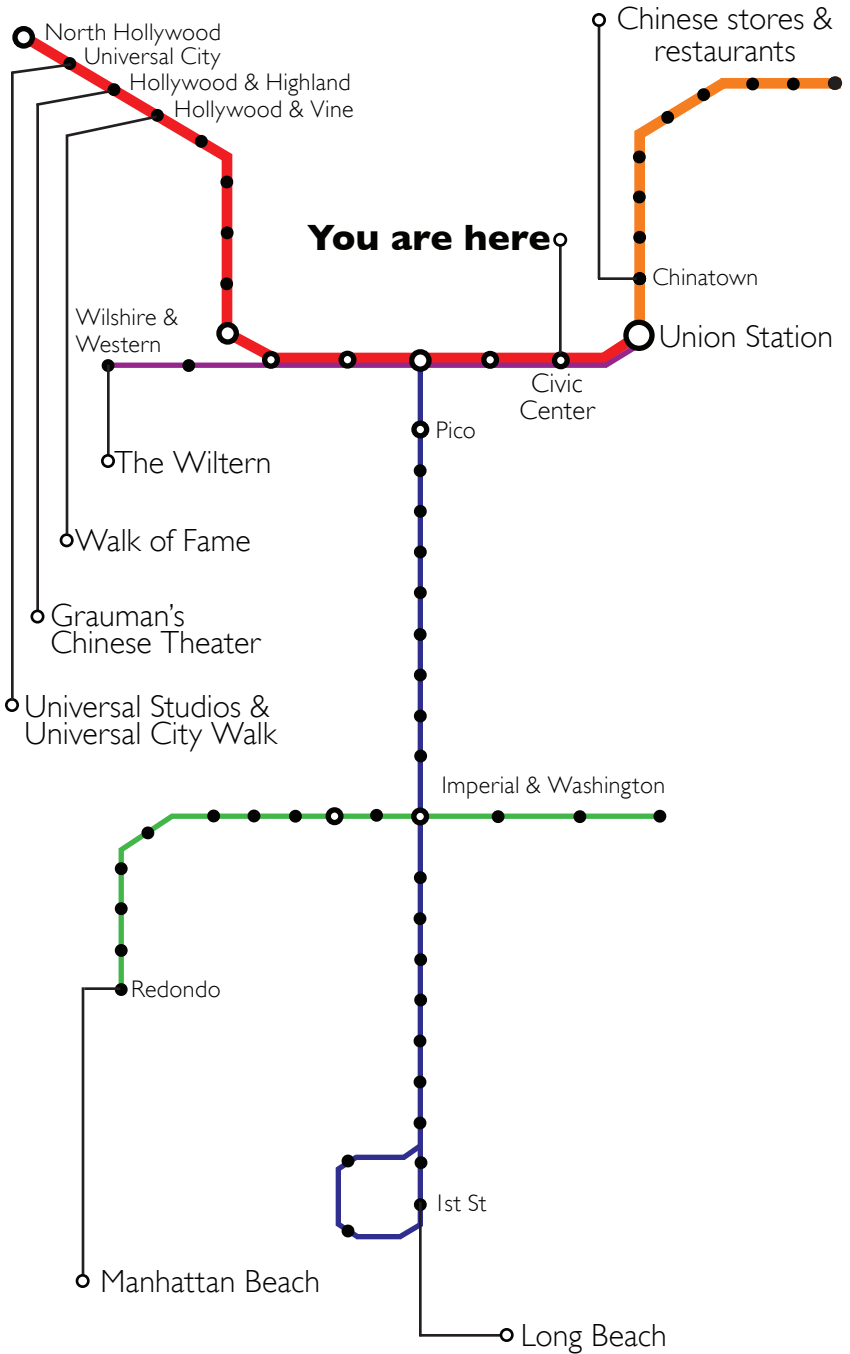 North Hollywood
Universal City
Hollywood & Highland
Hollywood & Vine
Chinese stores &
restaurants
You are here
Chinatown
Union Station
Wilshire &
Western
Civic
Center
Pico
The Wiltern
Walk of Fame
Grauman's
Chinese Theater
Universal Studios &
Universal City Walk
Imperial & Washington
Redondo
1st St
Manhattan Beach
Long Beach